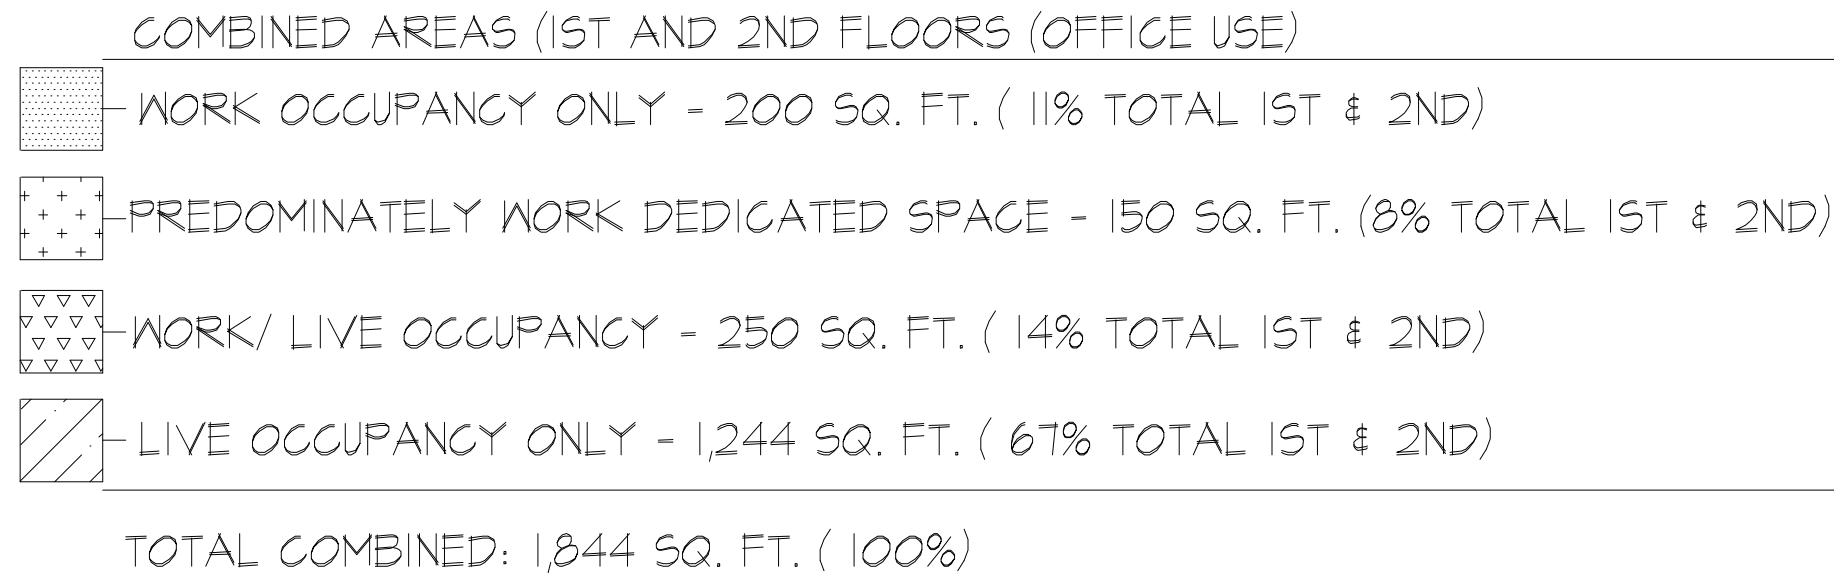 COMBINED AREAS (1ST AND 2ND FLOORS (OFFICE USE)
WORK OCCUPANCY ONLY - 200 SQ. FT. ( 11% TOTAL 1ST & 2ND)
PREDOMINATELY WORK DEDICATED SPACE - 150 SQ. FT. (8% TOTAL 1ST & 2ND)
WORK/ LIVE OCCUPANCY - 250 SQ. FT. ( 14% TOTAL 1ST & 2ND)
LIVE OCCUPANCY ONLY - 1,244 SQ. FT. ( 67% TOTAL 1ST & 2ND)
TOTAL COMBINED: 1,844 SQ. FT. ( 100%)